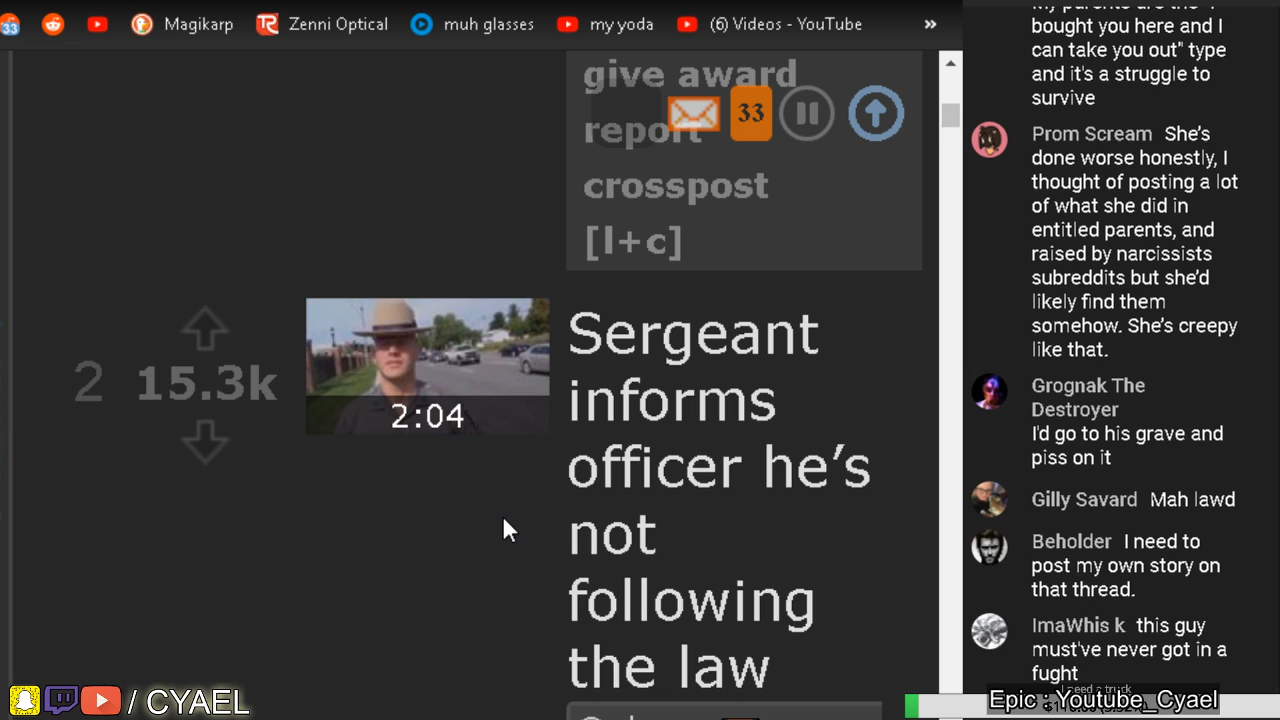 33
Magikarp
Zenni Optical
muh glasses
my yoda
(6) Videos - YouTube
»
give award
report
33
crosspost
[l+c]
2
15.3k
2:04
Sergeant
informs
officer he’s
not
following
the law
/ CYAEL
bought you here and I
can take you out" type
and it's a struggle to
survive
Prom Scream She’s
done worse honestly, I
thought of posting a lot
of what she did in
entitled parents, and
raised by narcissists
subreddits but she’d
likely find them
somehow. She’s creepy
like that.
Grognak The
Destroyer
I'd go to his grave and
piss on it
Gilly Savard Mah lawd
Beholder I need to
post my own story on
that thread.
ImaWhis k this guy
must've never got in a
fught
I need a truck
Epic : Youtube_Cyael